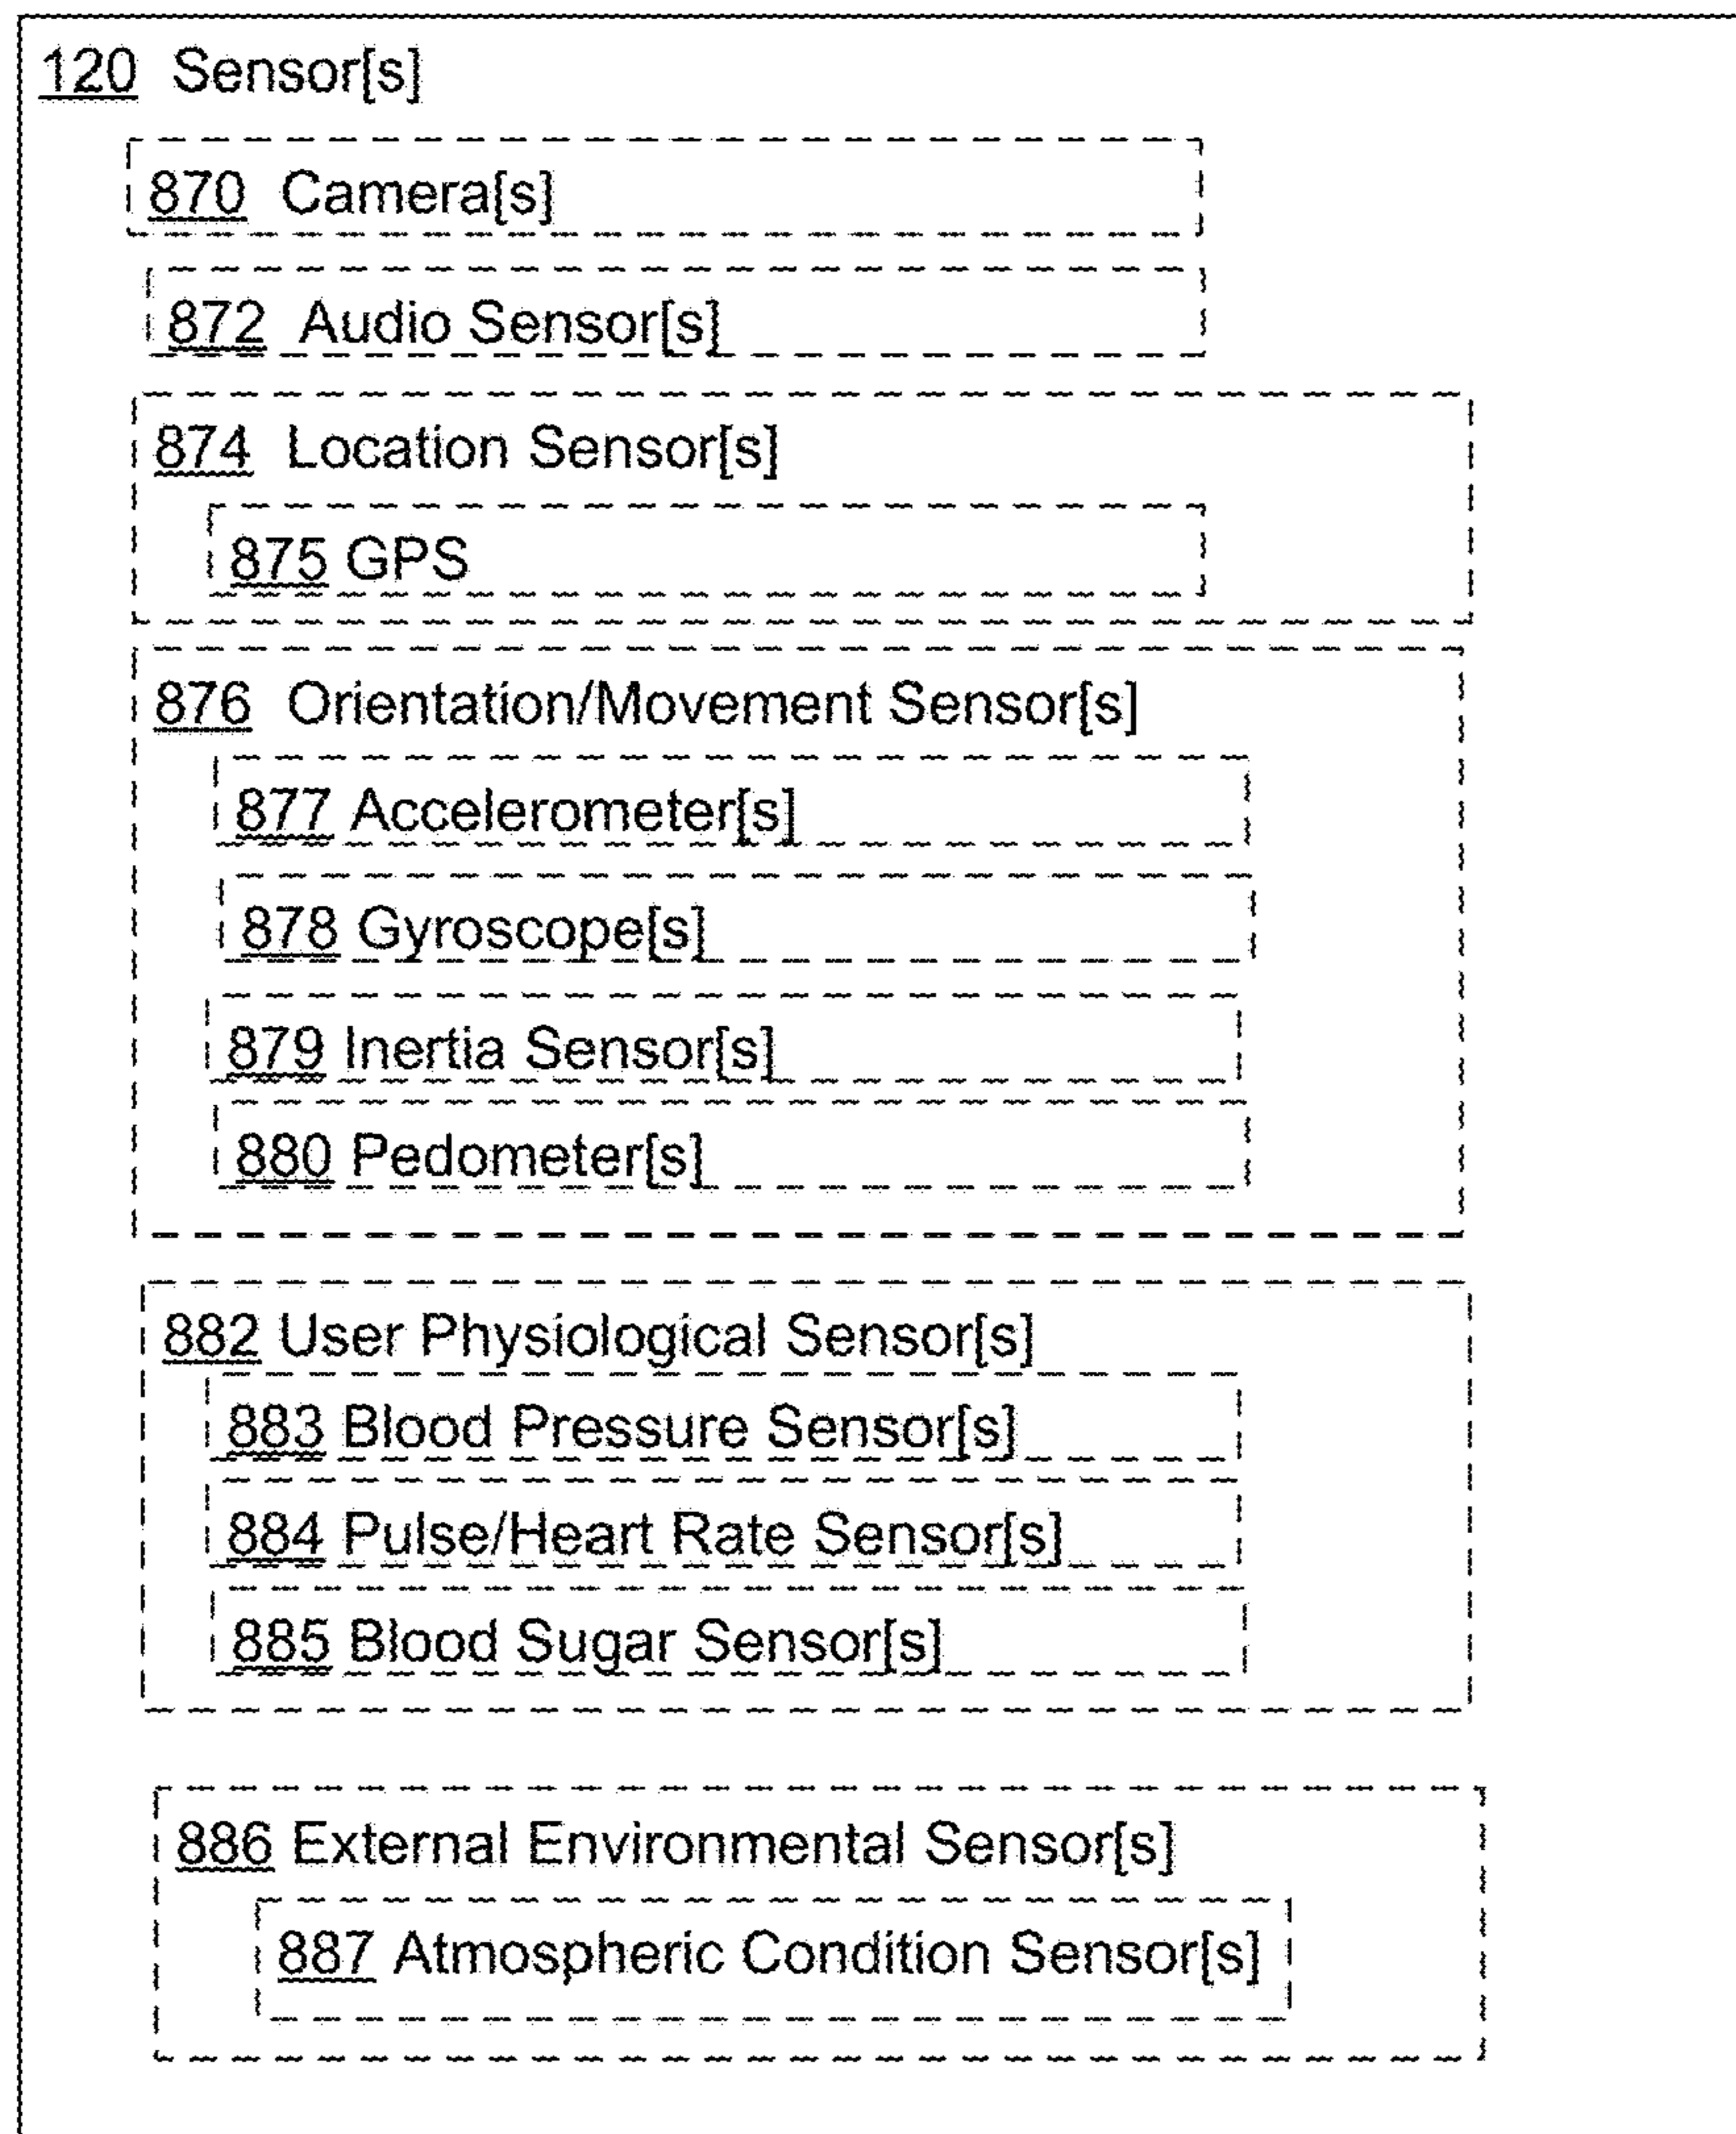 120 Sensor[s]
870 Camera[s]
872 Audio Sensor[s]
874 Location Sensor[s]
875 GPS
876 Orientation/Movement Sensor[s]
877 Accelerometer[s]
878 Gyroscope[s]
879 Inertia Sensor[s]
880 Pedometer[s]
882 User Physiological Sensor[s]
883 Blood Pressure Sensor[s]
884 Pulse/Heart Rate Sensor[s]
885 Blood Sugar Sensor[s]
886 External Environmental Sensor[s]
887 Atmospheric Condition Sensor[s]